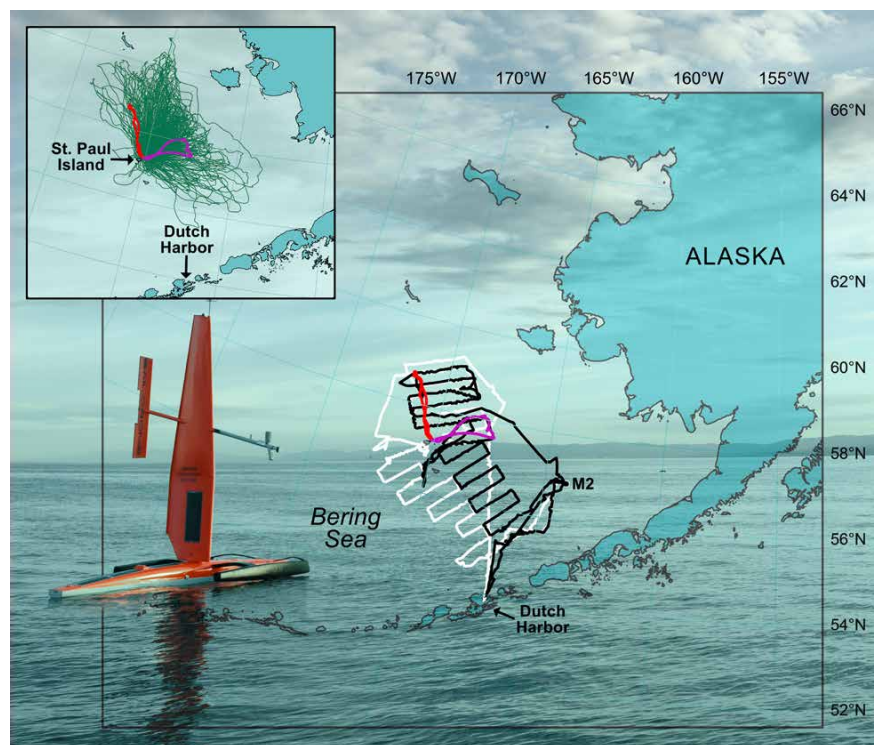 175°W
170°W
165°W
160°W
155°W
66°N
64°N
62°N
60°N
58°N
56°N
54°N
52°N
St. Paul
Island
Dutch
Harbor
ALASKA
Bering
Sea
M2
Dutch
Harbor